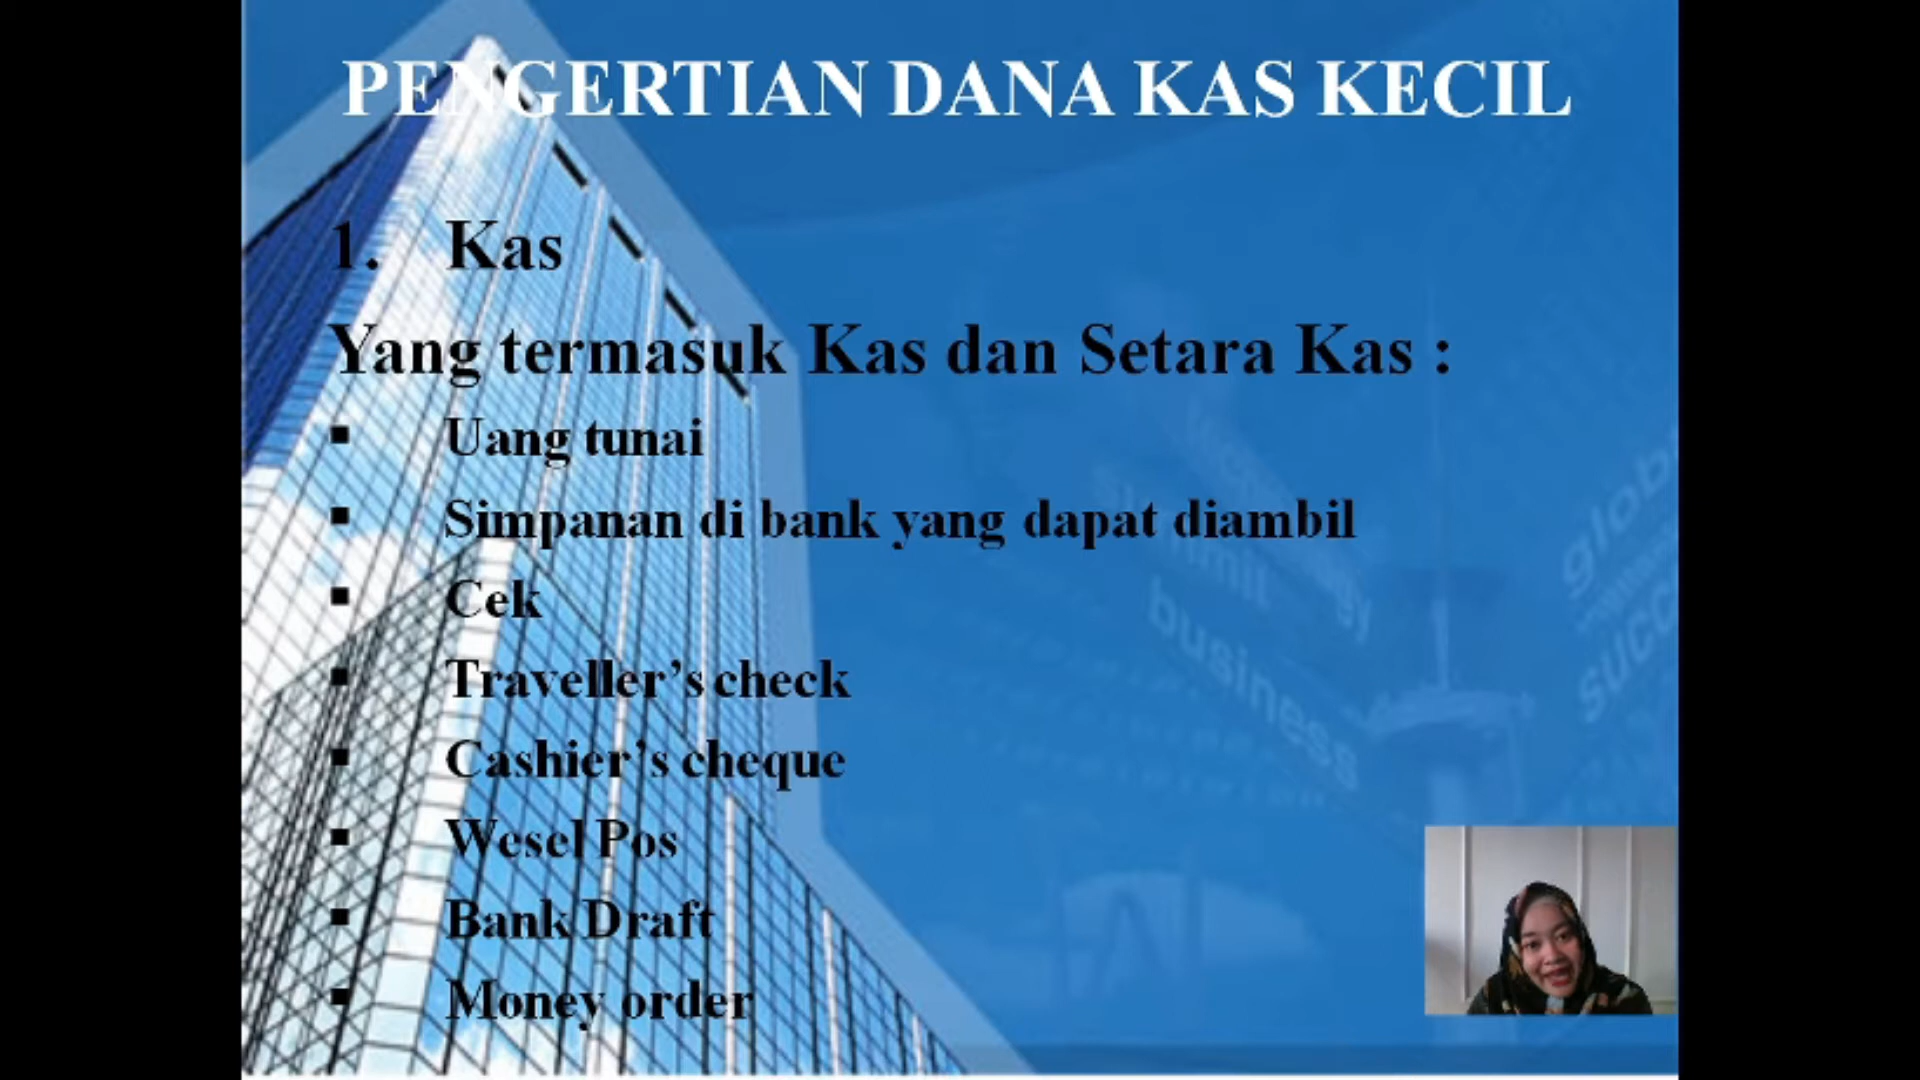 PENGERTIAN DANA KAS KECIL
1. Kas
Yang termasuk Kas dan Setara Kas :
▪ Uang tunai
▪ Simpanan di bank yang dapat diambil
▪ Cek
▪ Traveller’s check
▪ Cashier’s cheque
▪ Wesel Pos
▪ Bank Draft
▪ Money order
business